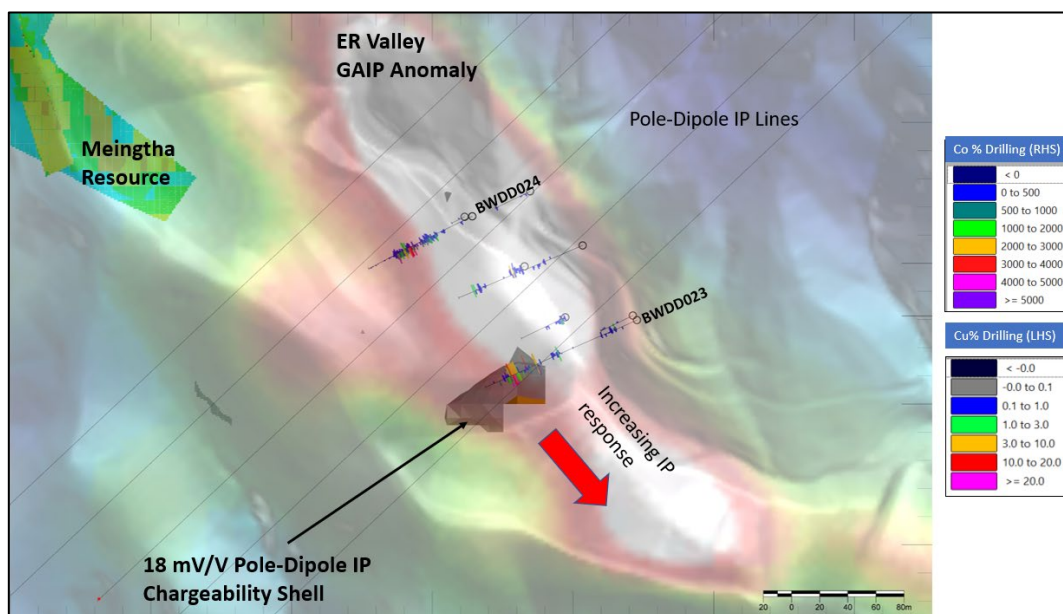 ER Valley
GAIP Anomaly
Pole-Dipole IP Lines
Meingtha
Resource
BWDD024
BWDD023
Increasing IP
response
18 mV/V Pole-Dipole IP
Chargeability Shell
20 0 20 40 60 80m
Co % Drilling (RHS)
< 0
0 to 500
500 to 1000
1000 to 2000
2000 to 3000
3000 to 4000
4000 to 5000
>= 5000
Cu% Drilling (LHS)
< -0.0
-0.0 to 0.1
0.1 to 1.0
1.0 to 3.0
3.0 to 10.0
10.0 to 20.0
>= 20.0